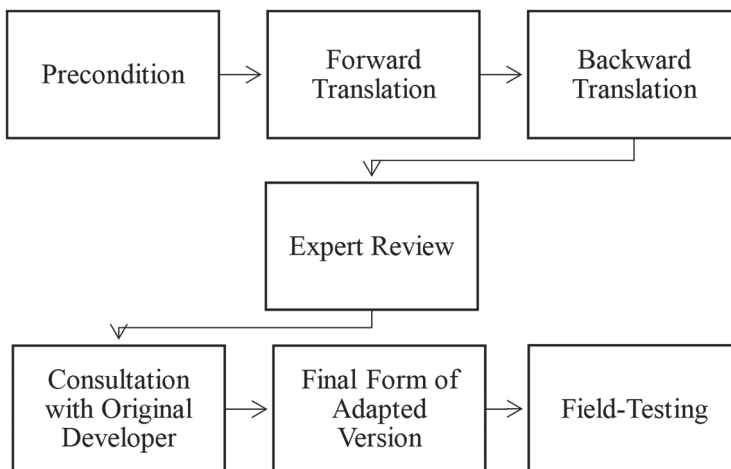 Precondition
Forward
Translation
Backward
Translation
Expert Review
Consultation
with Original
Developer
Final Form of
Adapted
Version
Field-Testing